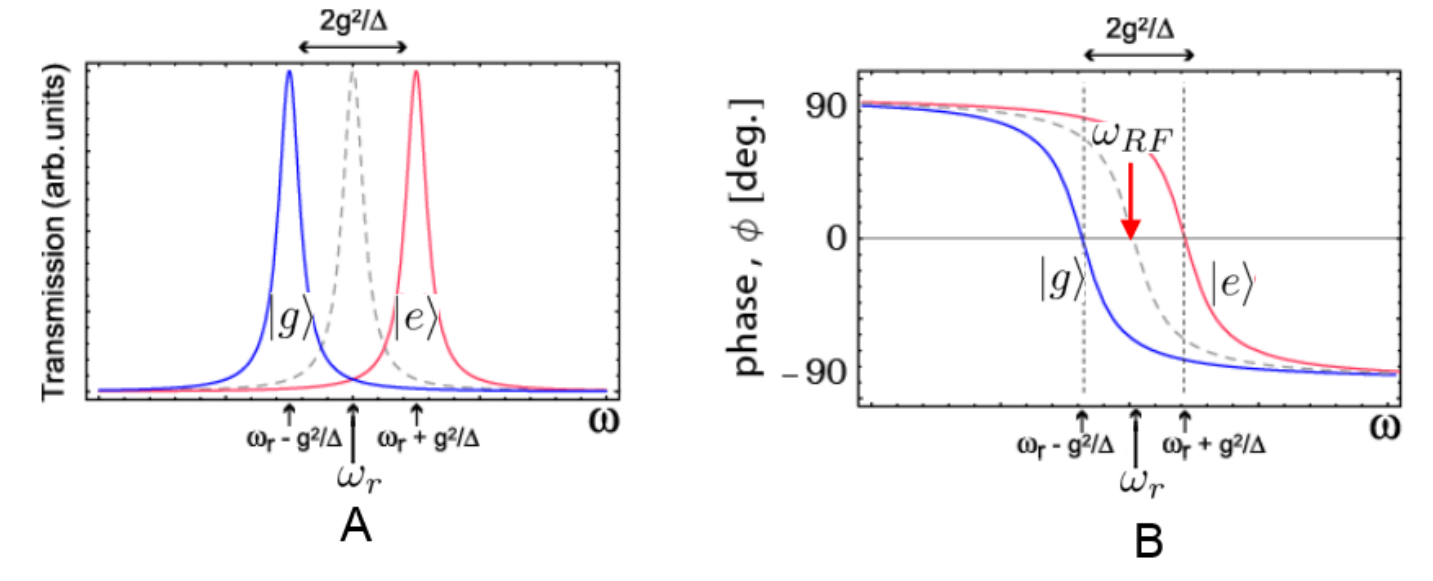 2g²/Δ
Transmission (arb. units)
|g⟩
|e⟩
ω
ωr - g²/Δ
ωr + g²/Δ
ωr
A
2g²/Δ
phase, ϕ [deg.]
90
0
−90
ωRF
|g⟩
|e⟩
ω
ωr - g²/Δ
ωr + g²/Δ
ωr
B